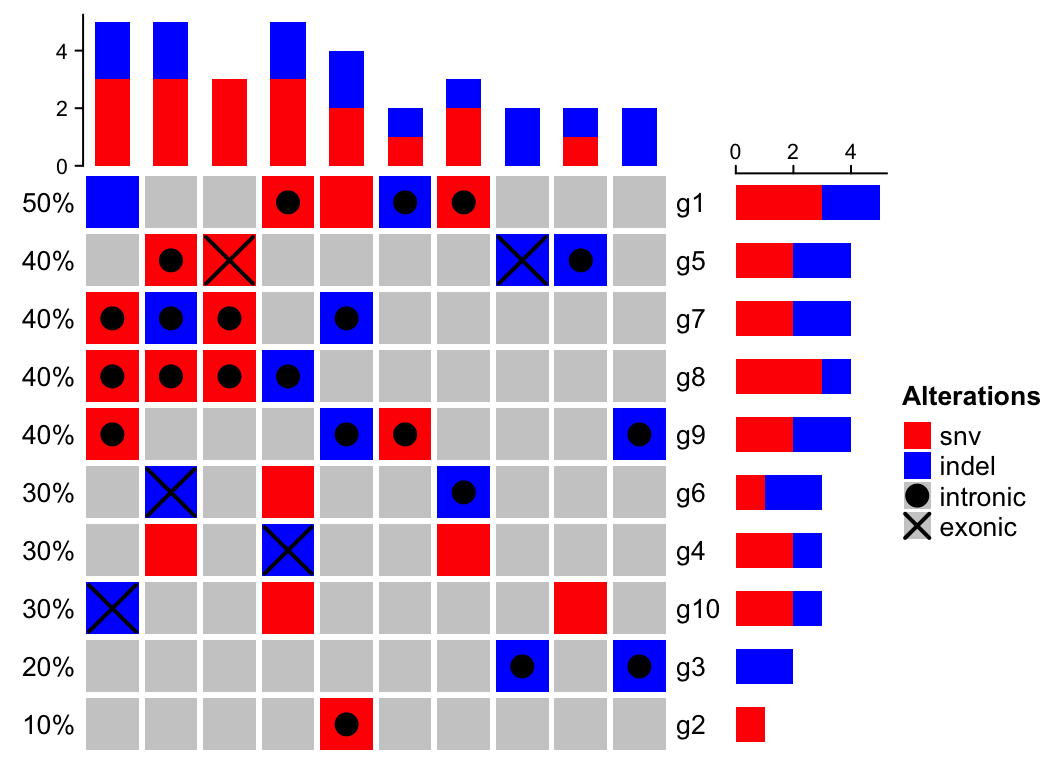 4
2
0
0 2 4
50% g1
40% g5
40% g7
40% g8
40% g9
30% g6
30% g4
30% g10
20% g3
10% g2
Alterations
snv
indel
intronic
exonic